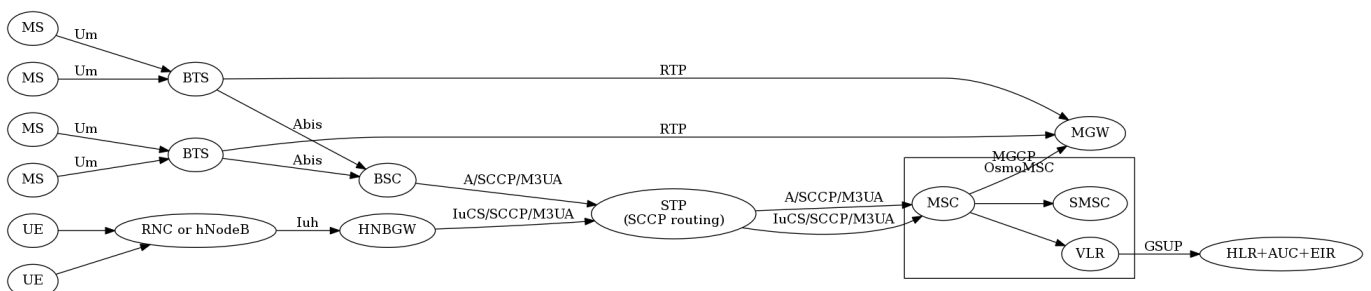 MS
Um
MS
Um
BTS
RTP
MS
Um
Abis
RTP
MGW
MS
Um
BTS
Abis
BSC
A/SCCP/M3UA
MGCP
OsmoMSC
STP
(SCCP routing)
A/SCCP/M3UA
MSC
SMSC
UE
RNC or hNodeB
Iuh
HNBGW
IuCS/SCCP/M3UA
IuCS/SCCP/M3UA
VLR
GSUP
HLR+AUC+EIR
UE